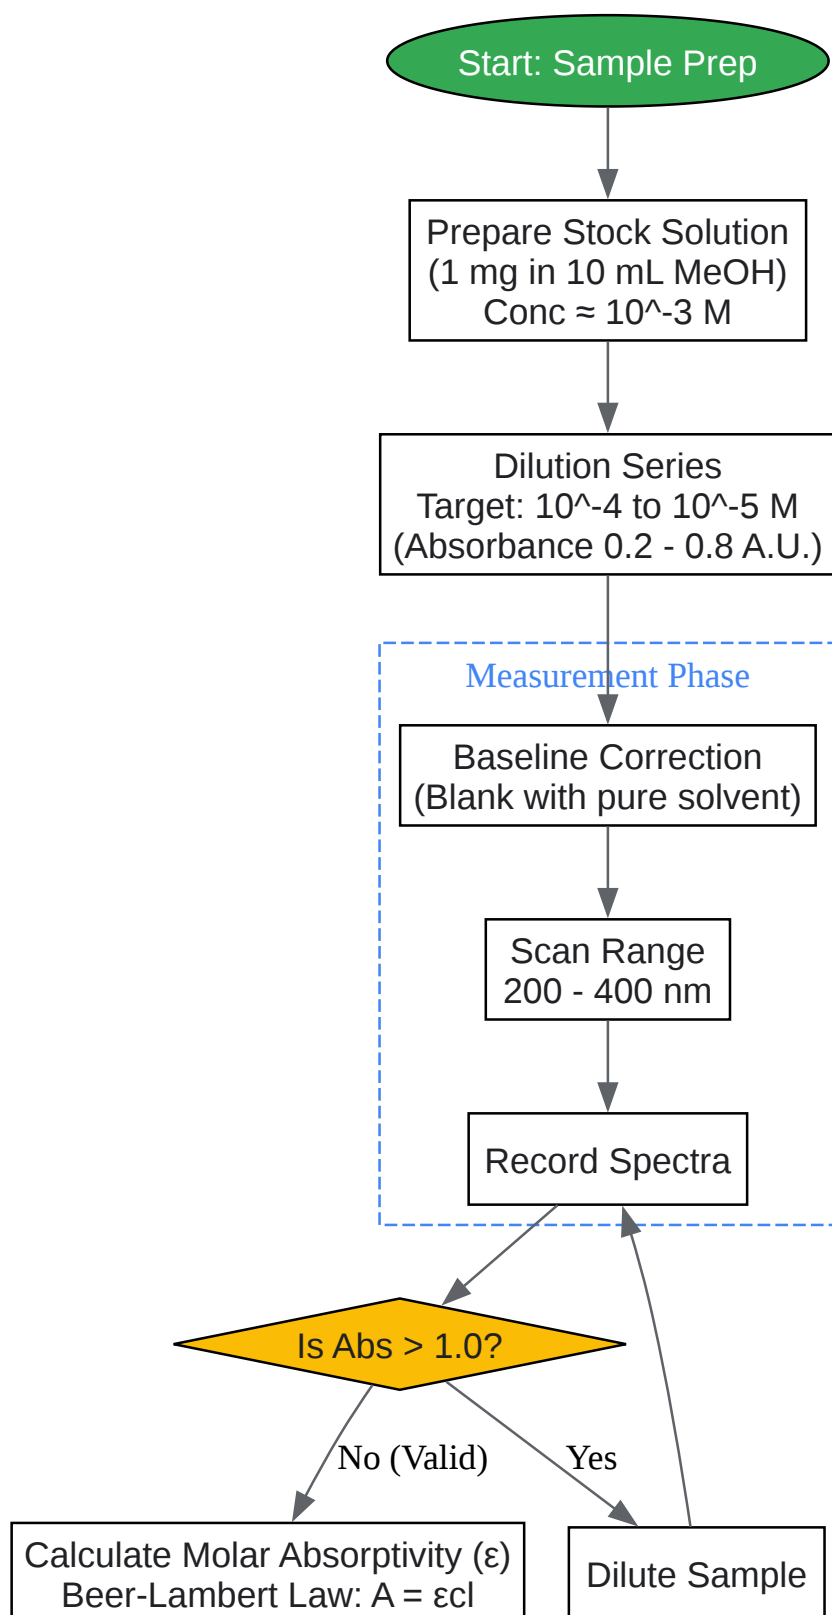 Start: Sample Prep
Prepare Stock Solution
(1 mg in 10 mL MeOH)
Conc ≈ 10^-3 M
Dilution Series
Target: 10^-4 to 10^-5 M
(Absorbance 0.2 - 0.8 A.U.)
Measurement Phase
Baseline Correction
(Blank with pure solvent)
Scan Range
200 - 400 nm
Record Spectra
Is Abs > 1.0?
No (Valid)
Yes
Calculate Molar Absorptivity (ε)
Beer-Lambert Law: A = εcl
Dilute Sample